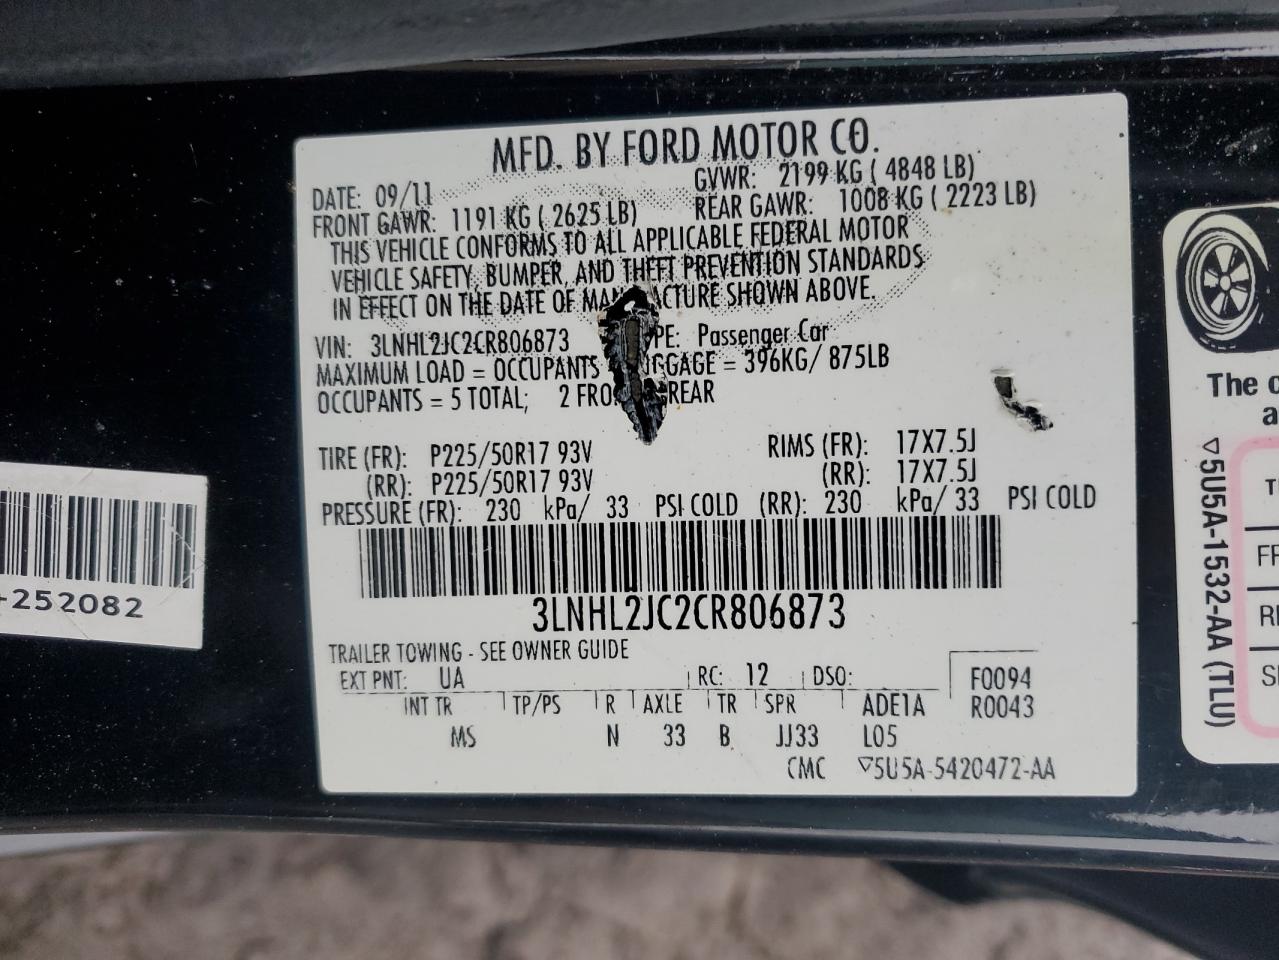 MFD. BY FORD MOTOR CO.
DATE: 09/11 GVWR: 2199 KG ( 4848 LB)
FRONT GAWR: 1191 KG ( 2625 LB) REAR GAWR: 1008 KG ( 2223 LB)
THIS VEHICLE CONFORMS TO ALL APPLICABLE FEDERAL MOTOR
VEHICLE SAFETY, BUMPER, AND THEFT PREVENTION STANDARDS
IN EFFECT ON THE DATE OF SHOWN ABOVE.
VIN: 3LNHL2JC2CR806873 PE: Passenger Car
MAXIMUM LOAD = OCCUPANTS GGAGE = 396KG/ 875LB
OCCUPANTS = 5 TOTAL; 2 FRO REAR
TIRE (FR): P225/50R17 93V RIMS (FR): 17X7.5J
(RR): P225/50R17 93V (RR): 17X7.5J
PRESSURE (FR): 230 kPa/ 33 PSI COLD (RR): 230 kPa/ 33 PSI COLD
3LNHL2JC2CR806873
TRAILER TOWING - SEE OWNER GUIDE
EXT PNT: UA RC: 12 DSO: F0094
INT TR TP/PS R AXLE TR SPR ADE1A R0043
MS N 33 B JJ33 L05
CMC ▽5U5A-5420472-AA
252082
The
▽5U5A-1532-AA (TLU)